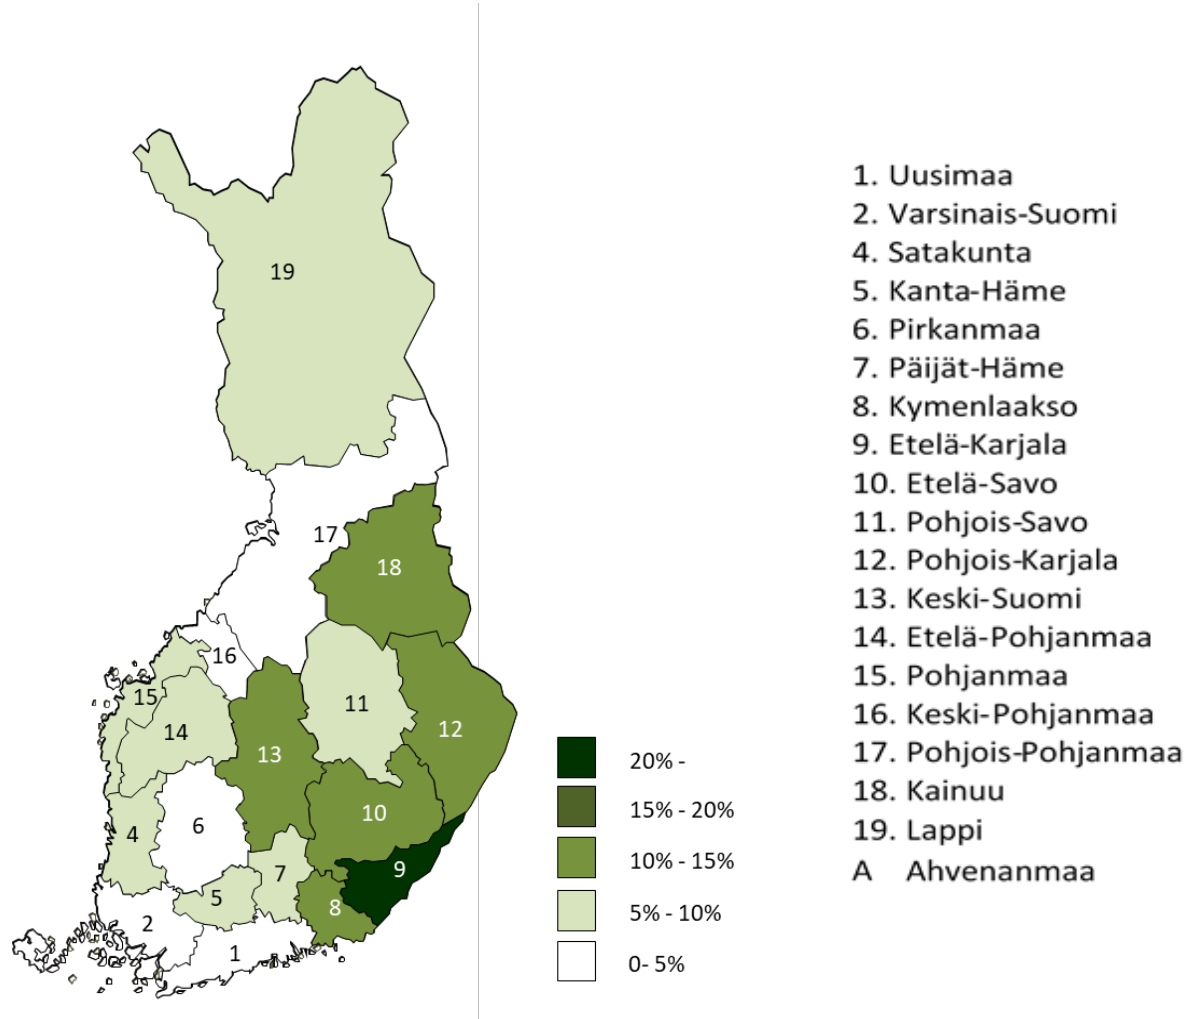 19
17
18
16
15
14
11
12
13
10
4
6
9
7
5
8
2
1
20% -
15% - 20%
10% - 15%
5% - 10%
0- 5%
1. Uusimaa
2. Varsinais-Suomi
4. Satakunta
5. Kanta-Häme
6. Pirkanmaa
7. Päijät-Häme
8. Kymenlaakso
9. Etelä-Karjala
10. Etelä-Savo
11. Pohjois-Savo
12. Pohjois-Karjala
13. Keski-Suomi
14. Etelä-Pohjanmaa
15. Pohjanmaa
16. Keski-Pohjanmaa
17. Pohjois-Pohjanmaa
18. Kainuu
19. Lappi
A Ahvenanmaa